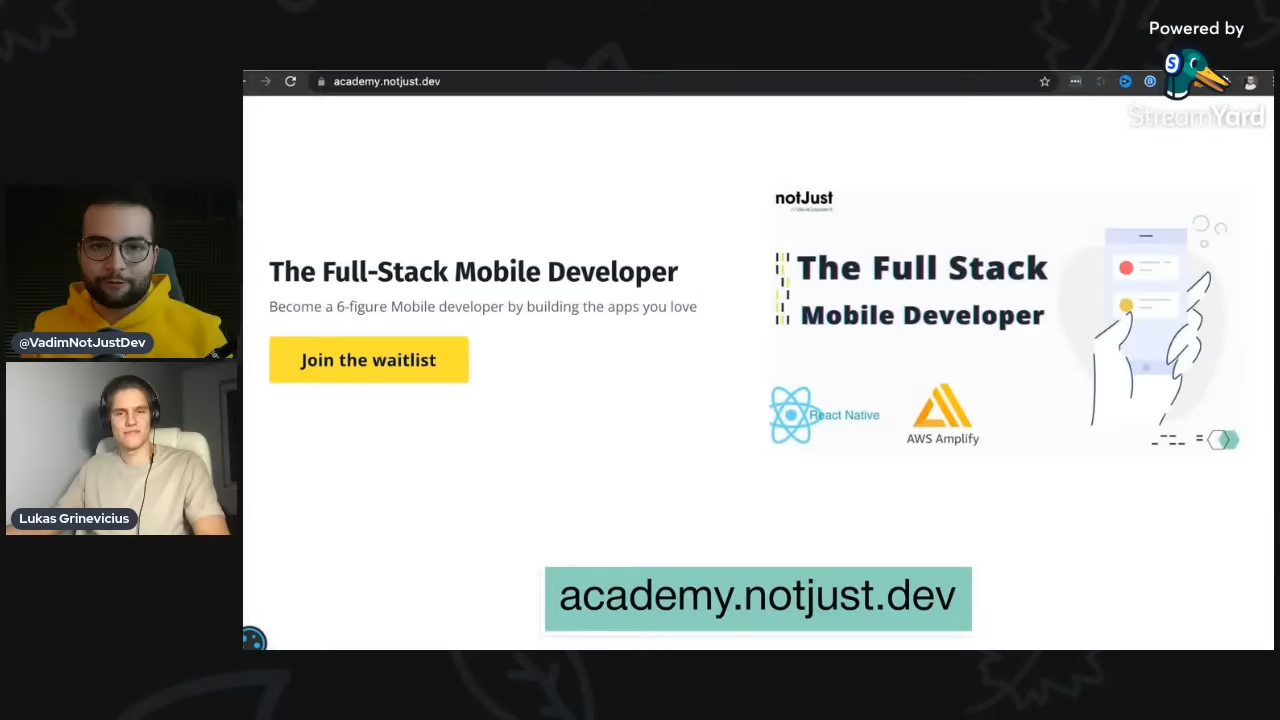 Powered by
StreamYard
academy.notjust.dev
The Full-Stack Mobile Developer
Become a 6-figure Mobile developer by building the apps you love
Join the waitlist
notJust
The Full Stack
Mobile Developer
React Native
AWS Amplify
@VadimNotJustDev
Lukas Grinevicius
academy.notjust.dev